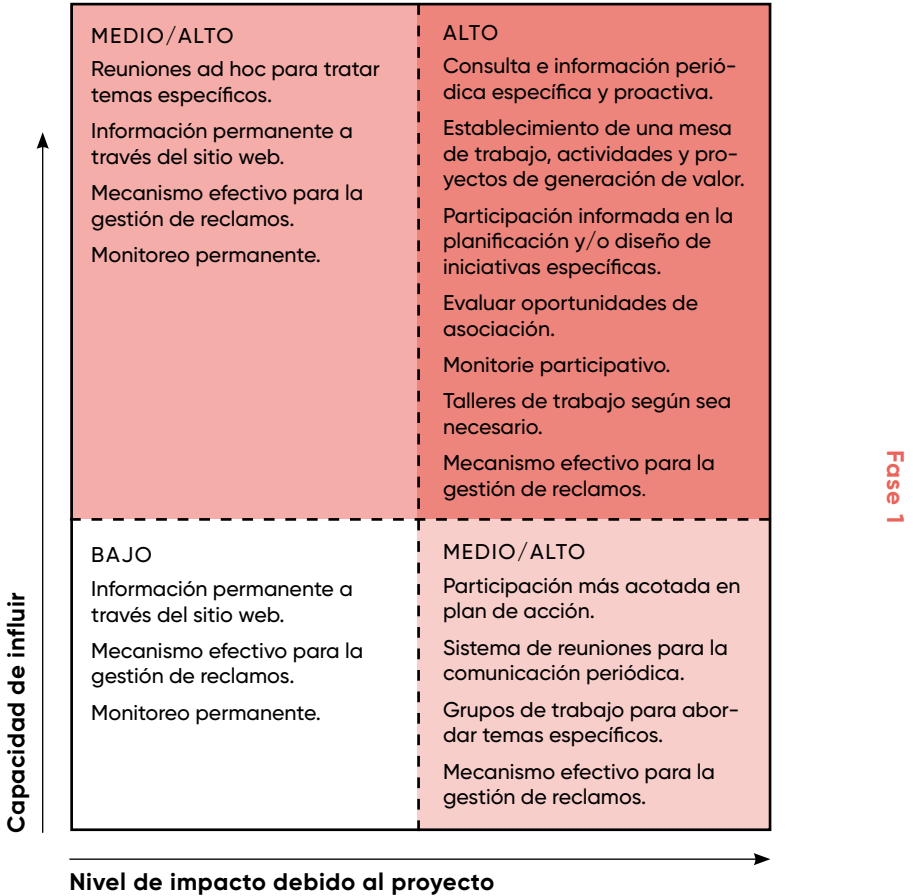 MEDIO/ALTO
Reuniones ad hoc para tratar
temas específicos.
Información permanente a
través del sitio web.
Mecanismo efectivo para la
gestión de reclamos.
Monitoreo permanente.
ALTO
Consulta e información perió-
dica específica y proactiva.
Establecimiento de una mesa
de trabajo, actividades y pro-
yectos de generación de valor.
Participación informada en la
planificación y/o diseño de
iniciativas específicas.
Evaluar oportunidades de
asociación.
Monitorie participativo.
Talleres de trabajo según sea
necesario.
Mecanismo efectivo para la
gestión de reclamos.
BAJO
Información permanente a
través del sitio web.
Mecanismo efectivo para la
gestión de reclamos.
Monitoreo permanente.
MEDIO/ALTO
Participación más acotada en
plan de acción.
Sistema de reuniones para la
comunicación periódica.
Grupos de trabajo para abor-
dar temas específicos.
Mecanismo efectivo para la
gestión de reclamos.
Capacidad de influir
Nivel de impacto debido al proyecto
Fase 1